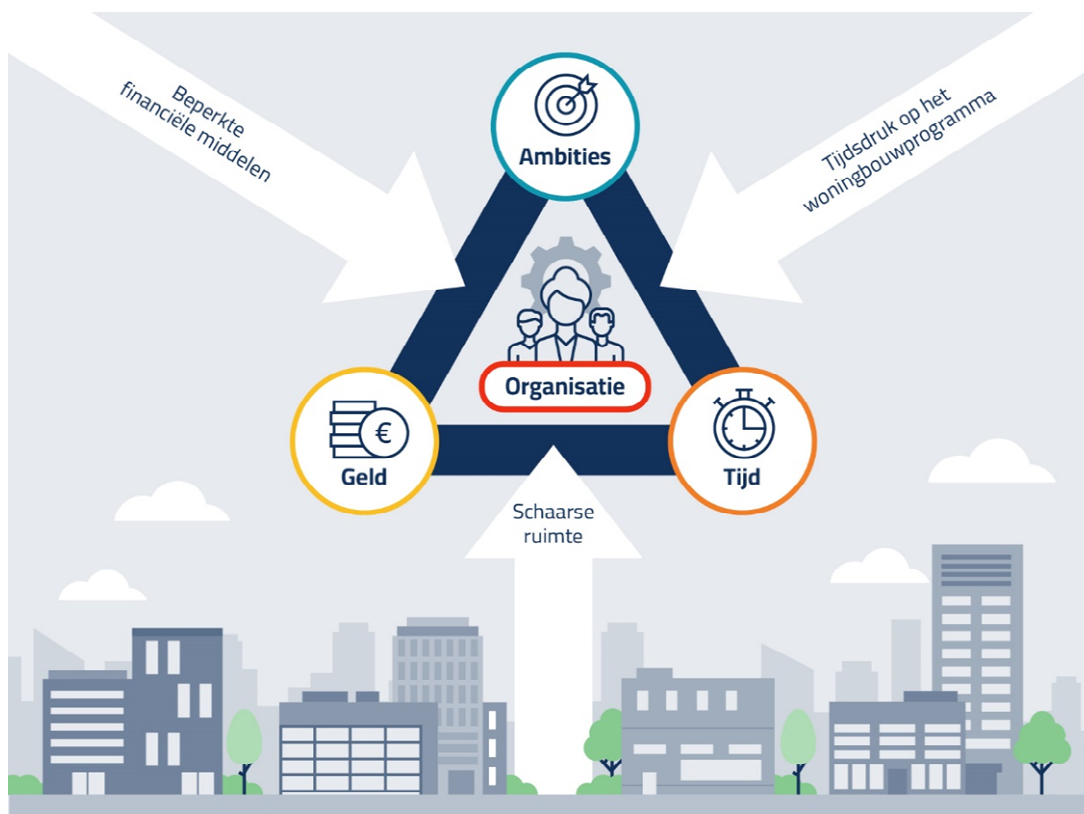 Beperkte
financiële middelen
Ambities
Tijdsdruk op het
woningbouwprogramma
Organisatie
€
Geld
Tijd
Schaarse
ruimte